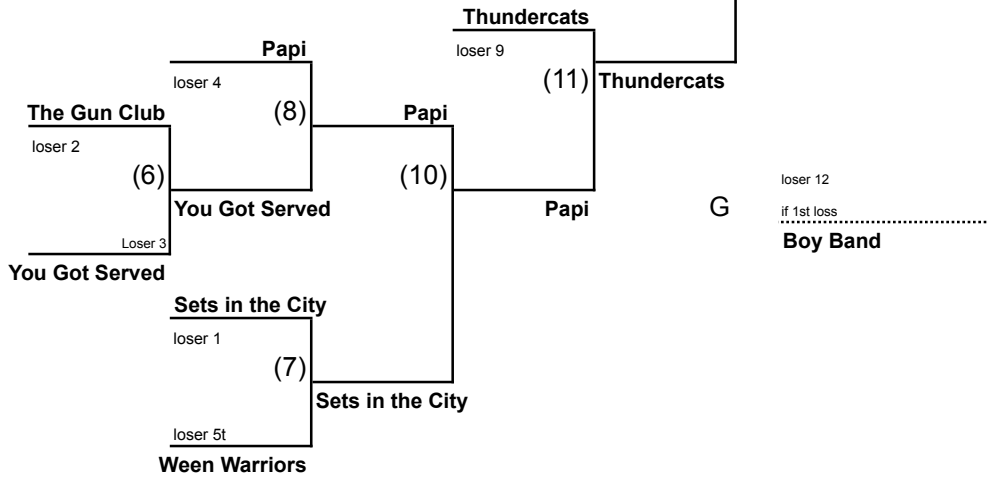 Thundercats
loser 9
Papi
loser 4
(11)
Thundercats
The Gun Club
(8)
Papi
loser 2
(6)
(10)
loser 12
You Got Served
Papi
G
if 1st loss
Loser 3
Boy Band
You Got Served
Sets in the City
loser 1
(7)
Sets in the City
loser 5t
Ween Warriors